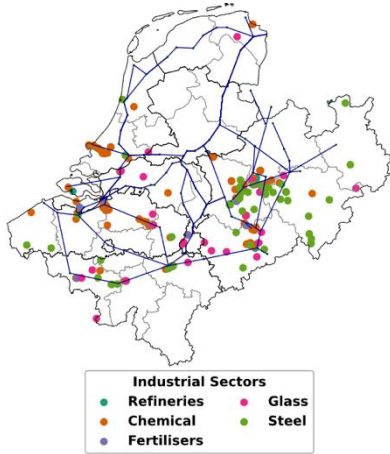 Industrial Sectors
Refineries
Glass
Chemical
Steel
Fertilisers